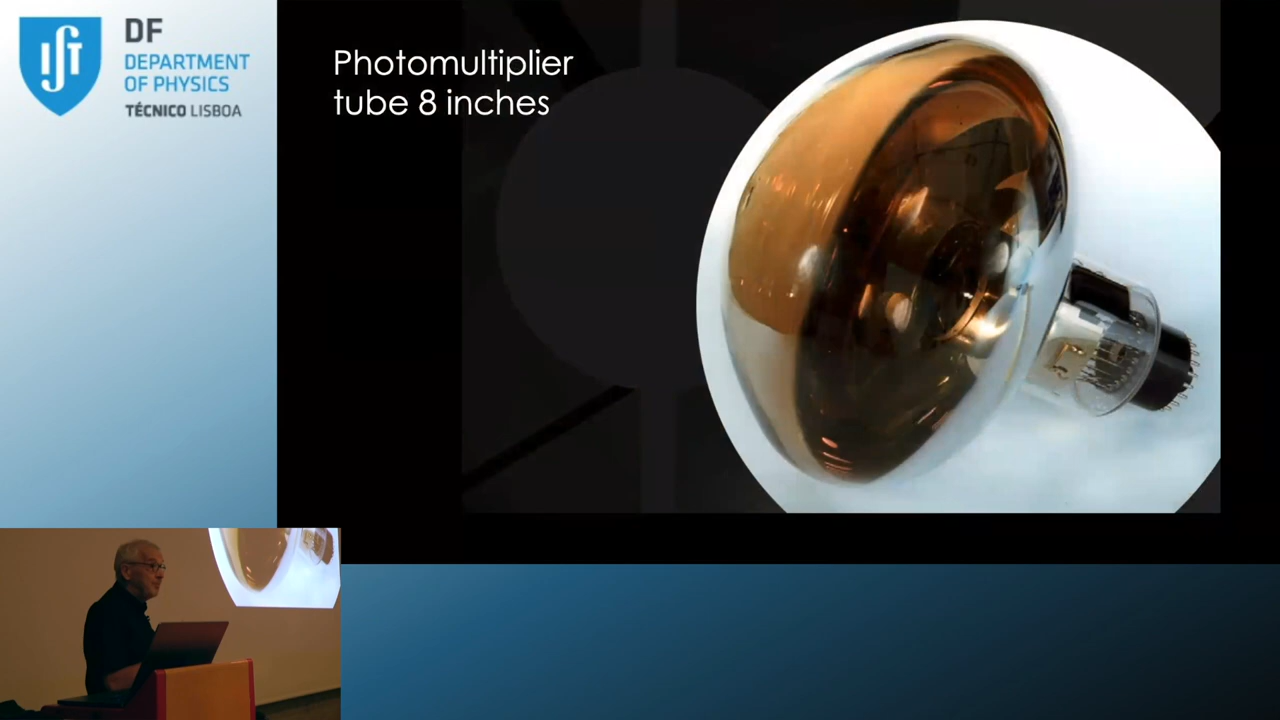 DF
DEPARTMENT
OF PHYSICS
TÉCNICO LISBOA
Photomultiplier
tube 8 inches